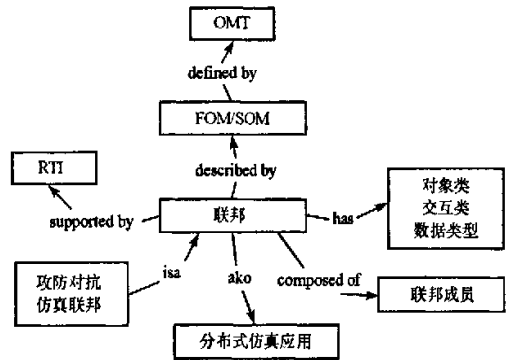 OMT
defined by
FOM/SOM
described by
RTI
supported by
联邦
has
对象类
交互类
数据类型
攻防对抗
仿真联邦
isa
ako
composed of
联邦成员
分布式仿真应用